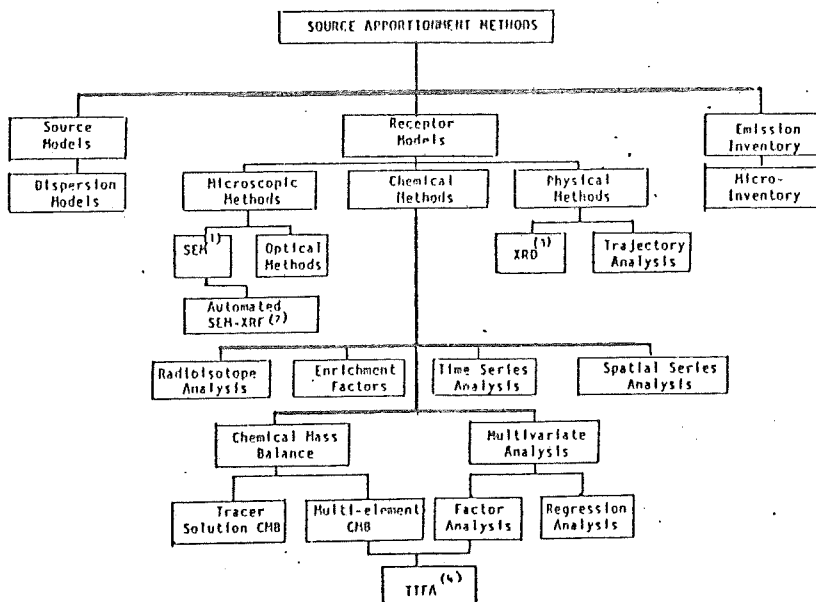 SOURCE APPORTIONMENT METHODS
Source
Models
Receptor
Models
Emission
Inventory
Dispersion
Models
Microscopic
Methods
Chemical
Methods
Physical
Methods
Micro-
Inventory
SEM(1)
Optical
Methods
XRD(3)
Trajectory
Analysis
Automated
SEM-XRF(2)
Radioisotope
Analysis
Enrichment
Factors
Time Series
Analysis
Spatial Series
Analysis
Chemical Mass
Balance
Multivariate
Analysis
Tracer
Solution CMB
Multi-element
CMB
Factor
Analysis
Regression
Analysis
TTFA(4)